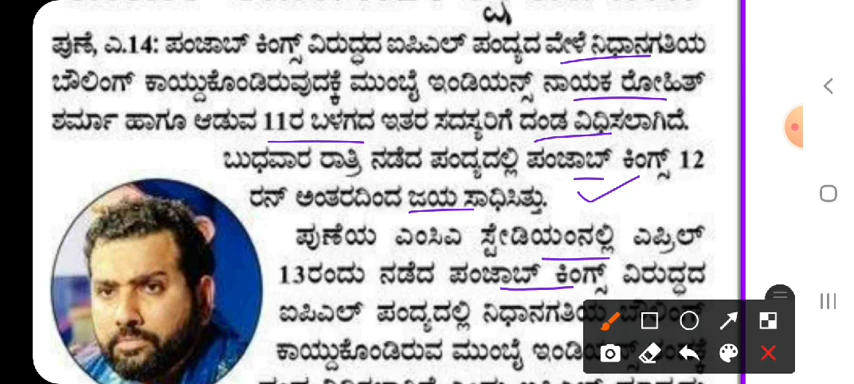 ಪುಣೆ, ಎ.14: ಪಂಜಾಬ್ ಕಿಂಗ್ಸ್ ವಿರುದ್ಧದ ಐಪಿಎಲ್ ಪಂದ್ಯದ ವೇಳೆ ನಿಧಾನಗತಿಯ
ಬೌಲಿಂಗ್ ಕಾಯ್ದುಕೊಂಡಿರುವುದಕ್ಕೆ ಮುಂಬೈ ಇಂಡಿಯನ್ಸ್ ನಾಯಕ ರೋಹಿತ್
ಶರ್ಮಾ ಹಾಗೂ ಆಡುವ 11ರ ಬಳಗದ ಇತರ ಸದಸ್ಯರಿಗೆ ದಂಡ ವಿಧಿಸಲಾಗಿದೆ.
ಬುಧವಾರ ರಾತ್ರಿ ನಡೆದ ಪಂದ್ಯದಲ್ಲಿ ಪಂಜಾಬ್ ಕಿಂಗ್ಸ್ 12
ರನ್ ಅಂತರದಿಂದ ಜಯ ಸಾಧಿಸಿತ್ತು.
ಪುಣೆಯ ಎಂಸಿಎ ಸ್ಟೇಡಿಯಂನಲ್ಲಿ ಎಪ್ರಿಲ್
13ರಂದು ನಡೆದ ಪಂಜಾಬ್ ಕಿಂಗ್ಸ್ ವಿರುದ್ಧದ
ಐಪಿಎಲ್ ಪಂದ್ಯದಲ್ಲಿ ನಿಧಾನಗತಿಯ ಬೌಲಿಂಗ್
ಕಾಯ್ದುಕೊಂಡಿರುವ ಮುಂಬೈ